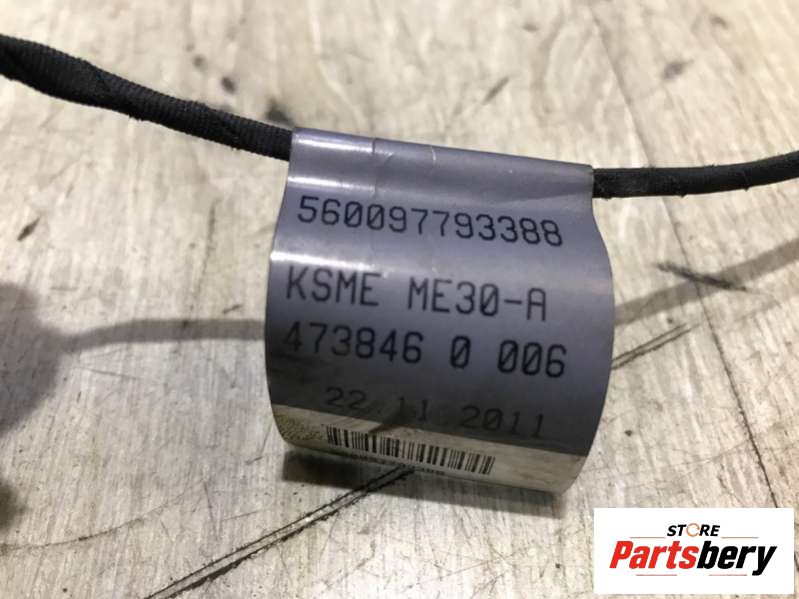 560097793388
KSME ME30-A
473846 0 006
22.11.2011
STORE
Partsbery